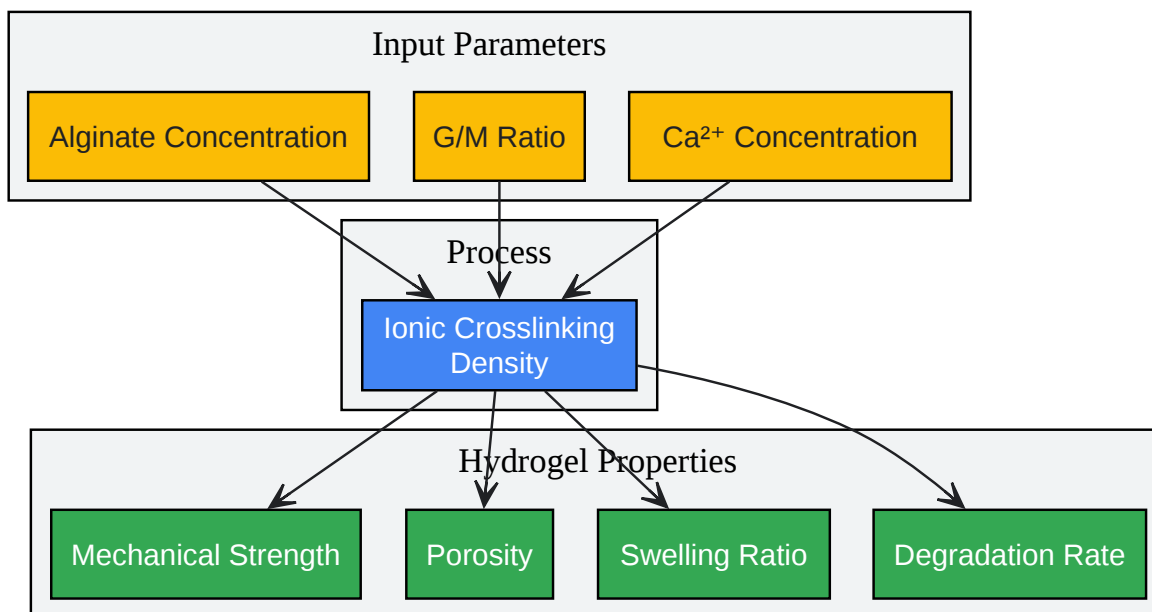 Input Parameters
Alginate Concentration
G/M Ratio
Ca²⁺ Concentration
Process
Ionic Crosslinking
Density
Hydrogel Properties
Mechanical Strength
Porosity
Swelling Ratio
Degradation Rate